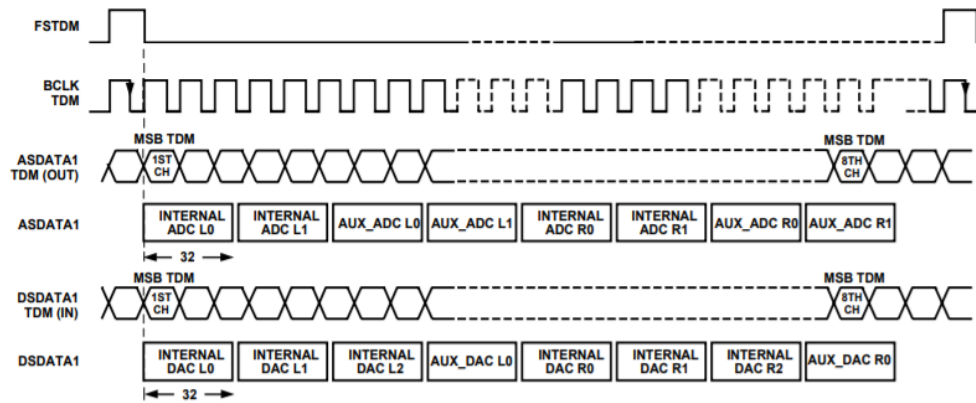 FSTDM
BCLK
TDM
MSB TDM
MSB TDM
ASDATA1
TDM (OUT)
1ST
CH
8TH
CH
ASDATA1
INTERNAL
ADC L0
INTERNAL
ADC L1
AUX_ADC L0
AUX_ADC L1
INTERNAL
ADC R0
INTERNAL
ADC R1
AUX_ADC R0
AUX_ADC R1
32
MSB TDM
MSB TDM
DSDATA1
TDM (IN)
1ST
CH
8TH
CH
DSDATA1
INTERNAL
DAC L0
INTERNAL
DAC L1
INTERNAL
DAC L2
AUX_DAC L0
INTERNAL
DAC R0
INTERNAL
DAC R1
INTERNAL
DAC R2
AUX_DAC R0
32